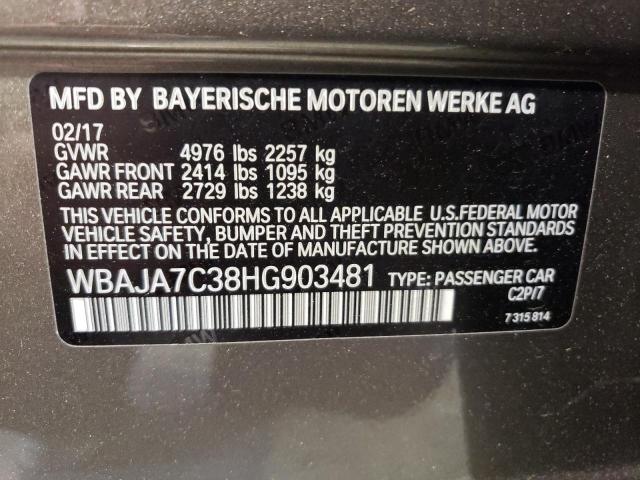 MFD BY BAYERISCHE MOTOREN WERKE AG
02/17
GVWR 4976 lbs 2257 kg
GAWR FRONT 2414 lbs 1095 kg
GAWR REAR 2729 lbs 1238 kg
THIS VEHICLE CONFORMS TO ALL APPLICABLE U.S.FEDERAL MOTOR
VEHICLE SAFETY, BUMPER AND THEFT PREVENTION STANDARDS
IN EFFECT ON THE DATE OF MANUFACTURE SHOWN ABOVE.
WBAJA7C38HG903481 TYPE: PASSENGER CAR
C2P/7
7 315 814